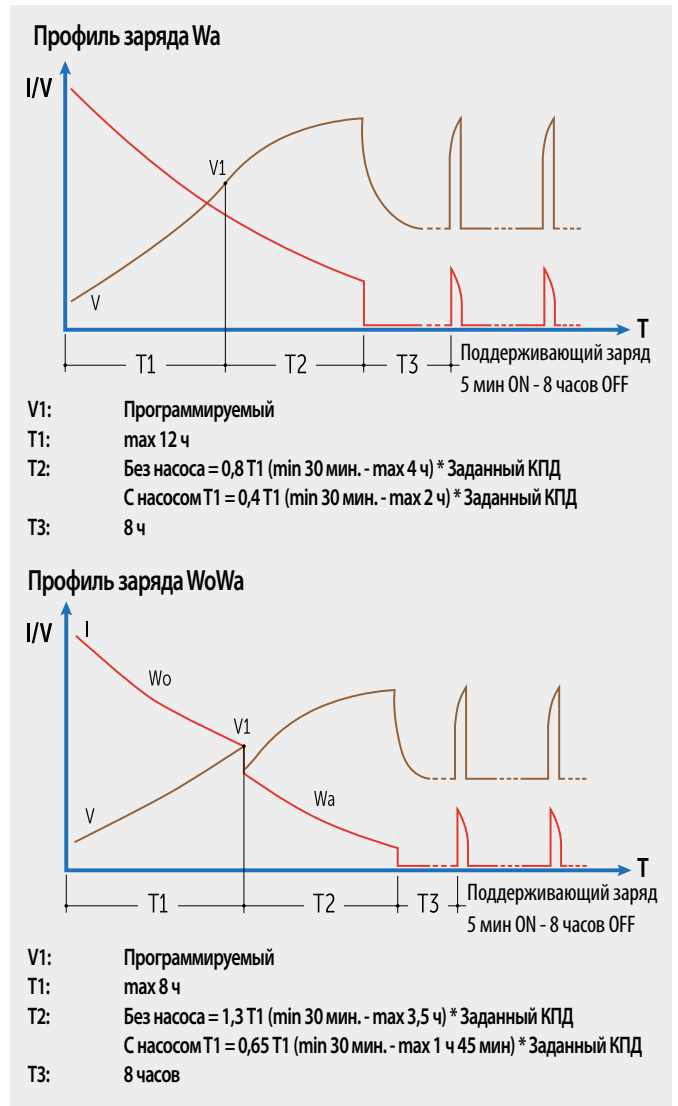 Профиль заряда Wa
I/V
V1
V
T
T1
T2
T3
Поддерживающий заряд
5 мин ON - 8 часов OFF
V1: Программируемый
T1: max 12 ч
T2: Без насоса = 0,8 T1 (min 30 мин. - max 4 ч) * Заданный КПД
С насосом T1 = 0,4 T1 (min 30 мин. - max 2 ч) * Заданный КПД
T3: 8 ч
Профиль заряда WoWa
I/V
I
Wo
V1
V
Wa
T
T1
T2
T3
Поддерживающий заряд
5 мин ON - 8 часов OFF
V1: Программируемый
T1: max 8 ч
T2: Без насоса = 1,3 T1 (min 30 мин. - max 3,5 ч) * Заданный КПД
С насосом T1 = 0,65 T1 (min 30 мин. - max 1 ч 45 мин) * Заданный КПД
T3: 8 часов